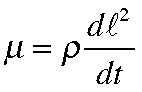 μ = ρ dℓ²/dt